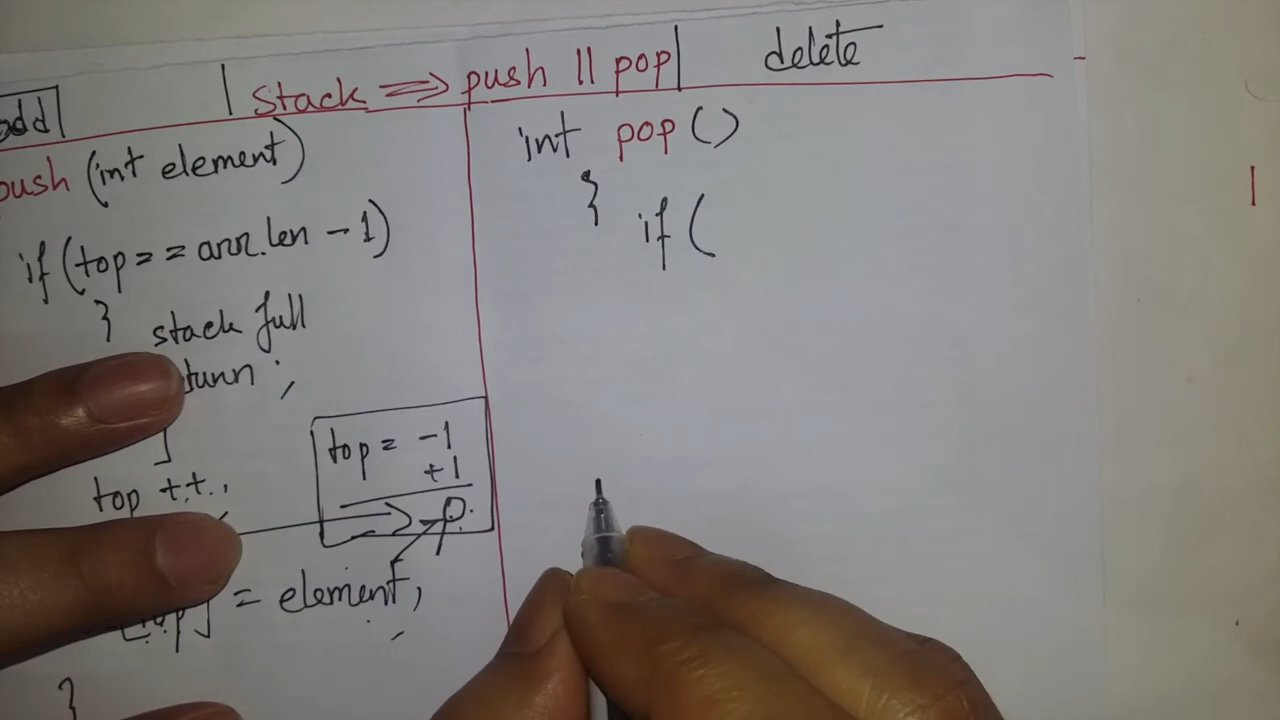 add
stack ⇒ push || pop
delete
push (int element)
if (top == arr.len - 1)
}
stack full
;
top ++;
= element;
}
top = -1
+1
int pop ()
}
if (